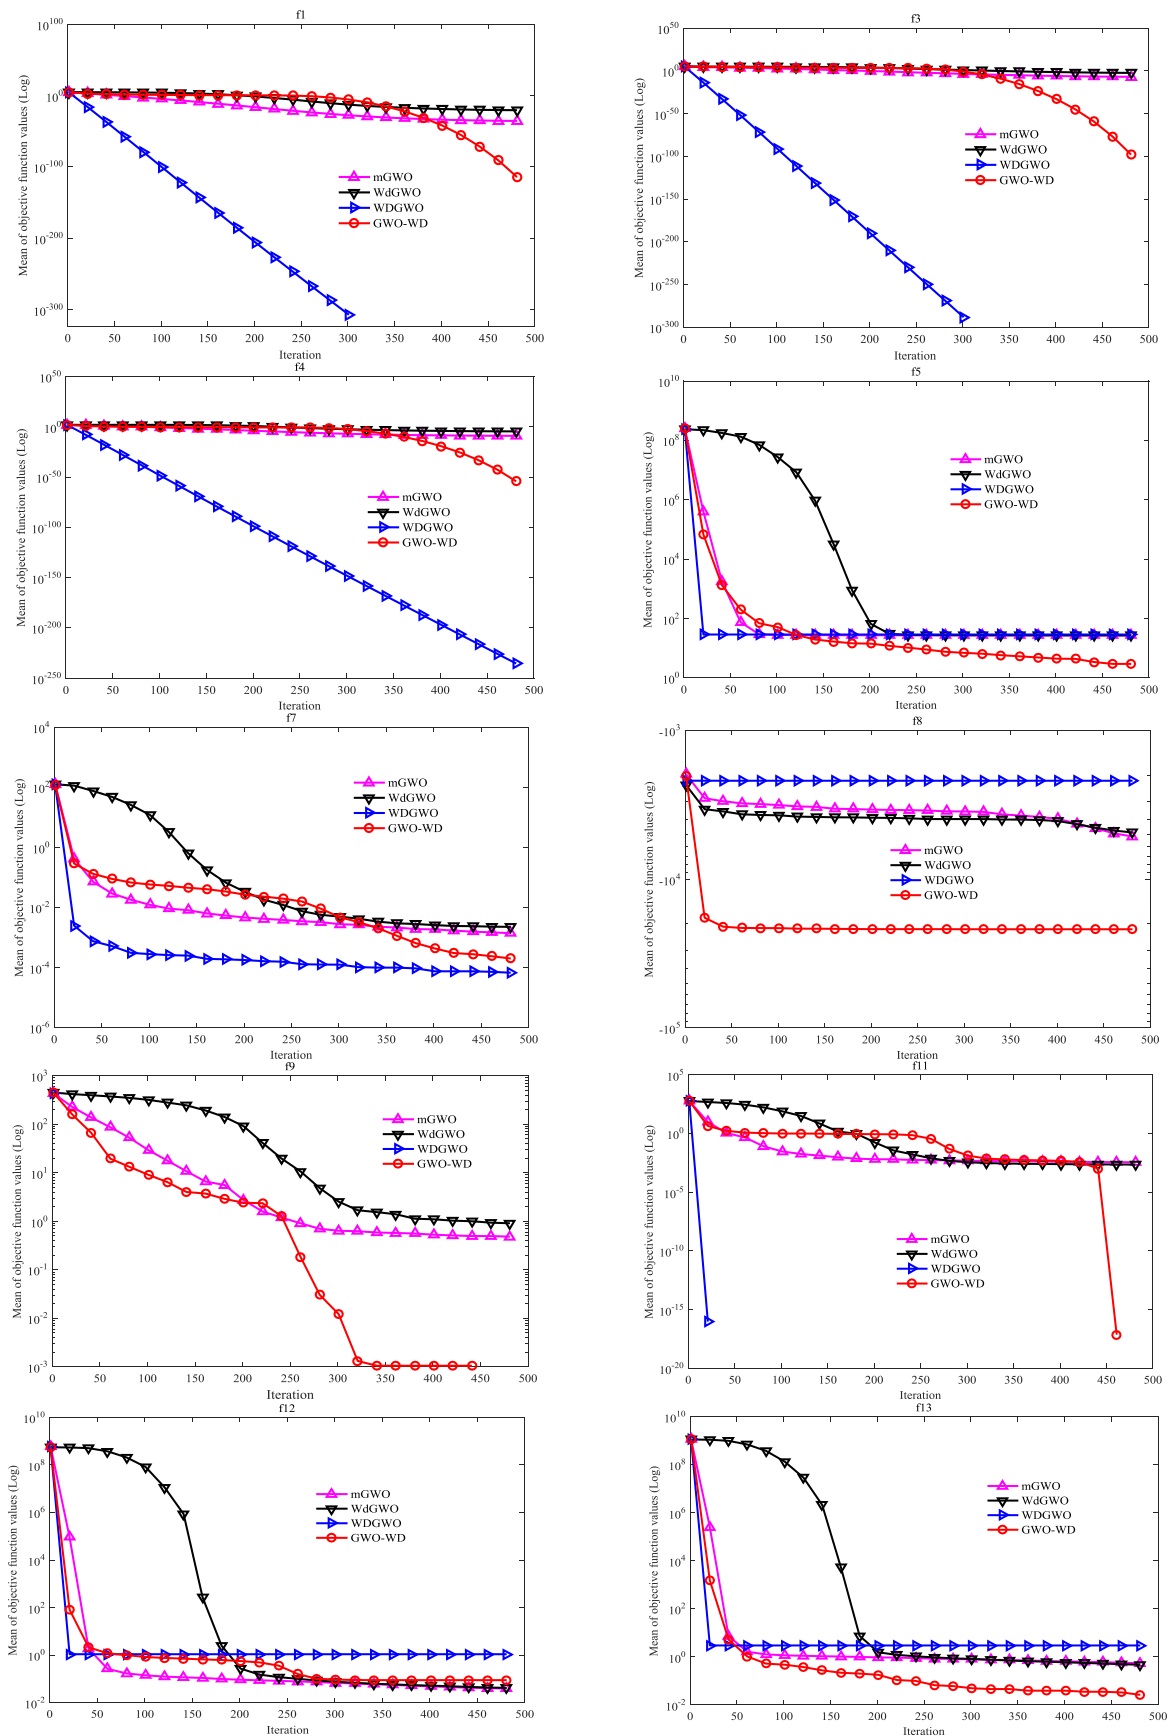 f1
10^100
10^0
10^-100
10^-200
10^-300
Mean of objective function values (Log)
mGWO
WdGWO
WDGWO
GWO-WD
0 50 100 150 200 250 300 350 400 450 500
Iteration
f3
10^50
10^0
10^-50
10^-100
10^-150
10^-200
10^-250
10^-300
Mean of objective function values (Log)
mGWO
WdGWO
WDGWO
GWO-WD
0 50 100 150 200 250 300 350 400 450 500
Iteration
f4
10^50
10^0
10^-50
10^-100
10^-150
10^-200
10^-250
Mean of objective function values (Log)
mGWO
WdGWO
WDGWO
GWO-WD
0 50 100 150 200 250 300 350 400 450 500
Iteration
f5
10^10
10^8
10^6
10^4
10^2
10^0
Mean of objective function values (Log)
mGWO
WdGWO
WDGWO
GWO-WD
0 50 100 150 200 250 300 350 400 450 500
Iteration
f7
10^4
10^2
10^0
10^-2
10^-4
10^-6
Mean of objective function values (Log)
mGWO
WdGWO
WDGWO
GWO-WD
0 50 100 150 200 250 300 350 400 450 500
Iteration
f8
-10^3
-10^4
-10^5
Mean of objective function values (Log)
mGWO
WdGWO
WDGWO
GWO-WD
0 50 100 150 200 250 300 350 400 450 500
Iteration
f9
10^3
10^2
10^1
10^0
10^-1
10^-2
10^-3
Mean of objective function values (Log)
mGWO
WdGWO
WDGWO
GWO-WD
0 50 100 150 200 250 300 350 400 450 500
Iteration
f11
10^5
10^0
10^-5
10^-10
10^-15
10^-20
Mean of objective function values (Log)
mGWO
WdGWO
WDGWO
GWO-WD
0 50 100 150 200 250 300 350 400 450 500
Iteration
f12
10^10
10^8
10^6
10^4
10^2
10^0
10^-2
Mean of objective function values (Log)
mGWO
WdGWO
WDGWO
GWO-WD
0 50 100 150 200 250 300 350 400 450 500
Iteration
f13
10^10
10^8
10^6
10^4
10^2
10^0
10^-2
Mean of objective function values (Log)
mGWO
WdGWO
WDGWO
GWO-WD
0 50 100 150 200 250 300 350 400 450 500
Iteration